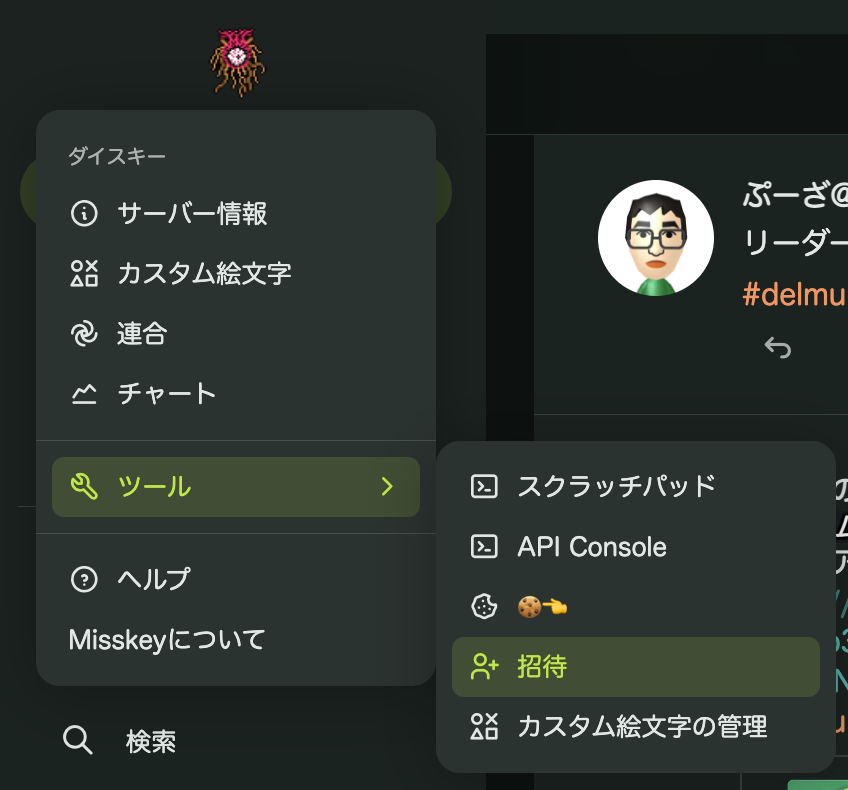 ダイスキー
サーバー情報
カスタム絵文字
連合
チャート
ツール
ヘルプ
Misskeyについて
検索
スクラッチパッド
API Console
🍪👈
招待
カスタム絵文字の管理
ぷーざ@
リーダー
#delmu